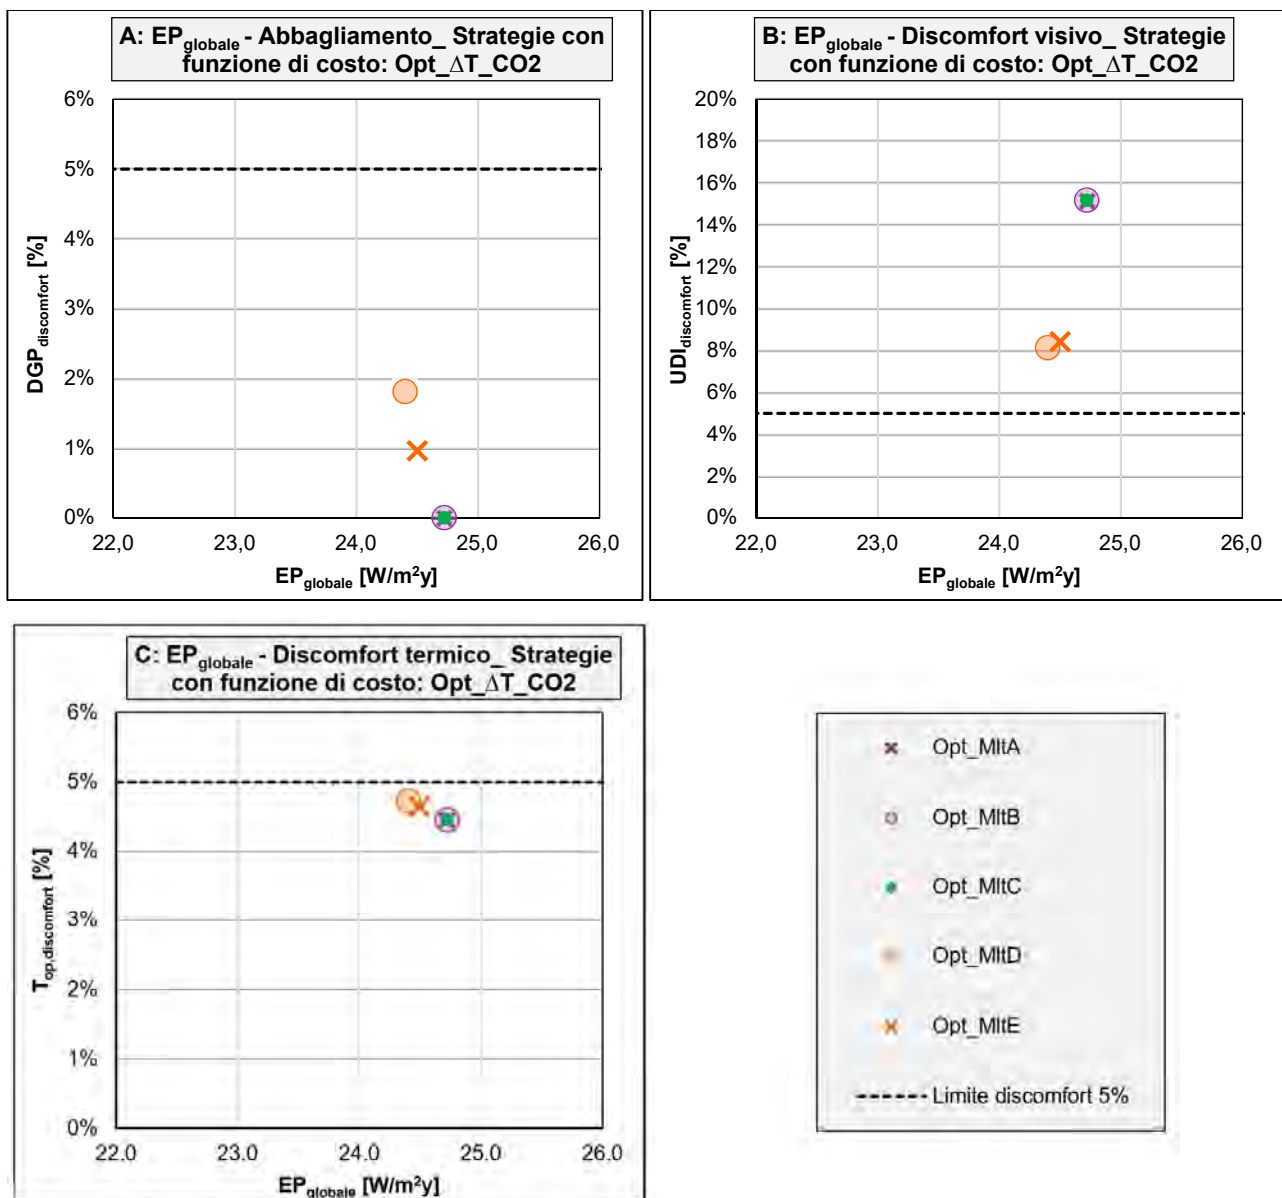 A: EPglobale - Abbagliamento_ Strategie con
funzione di costo: Opt_ΔT_CO2
6%
5%
4%
3%
2%
1%
0%
DGPdiscomfort [%]
22,0 23,0 24,0 25,0 26,0
EPglobale [W/m²y]
B: EPglobale - Discomfort visivo_ Strategie
con funzione di costo: Opt_ΔT_CO2
20%
18%
16%
14%
12%
10%
8%
6%
4%
2%
0%
UDIdiscomfort [%]
22,0 23,0 24,0 25,0 26,0
EPglobale [W/m²y]
C: EPglobale - Discomfort termico_ Strategie
con funzione di costo: Opt_ΔT_CO2
6%
5%
4%
3%
2%
1%
0%
Top,discomfort [%]
22,0 23,0 24,0 25,0 26,0
EPglobale [W/m²y]
Opt_MltA
Opt_MltB
Opt_MltC
Opt_MltD
Opt_MltE
Limite discomfort 5%